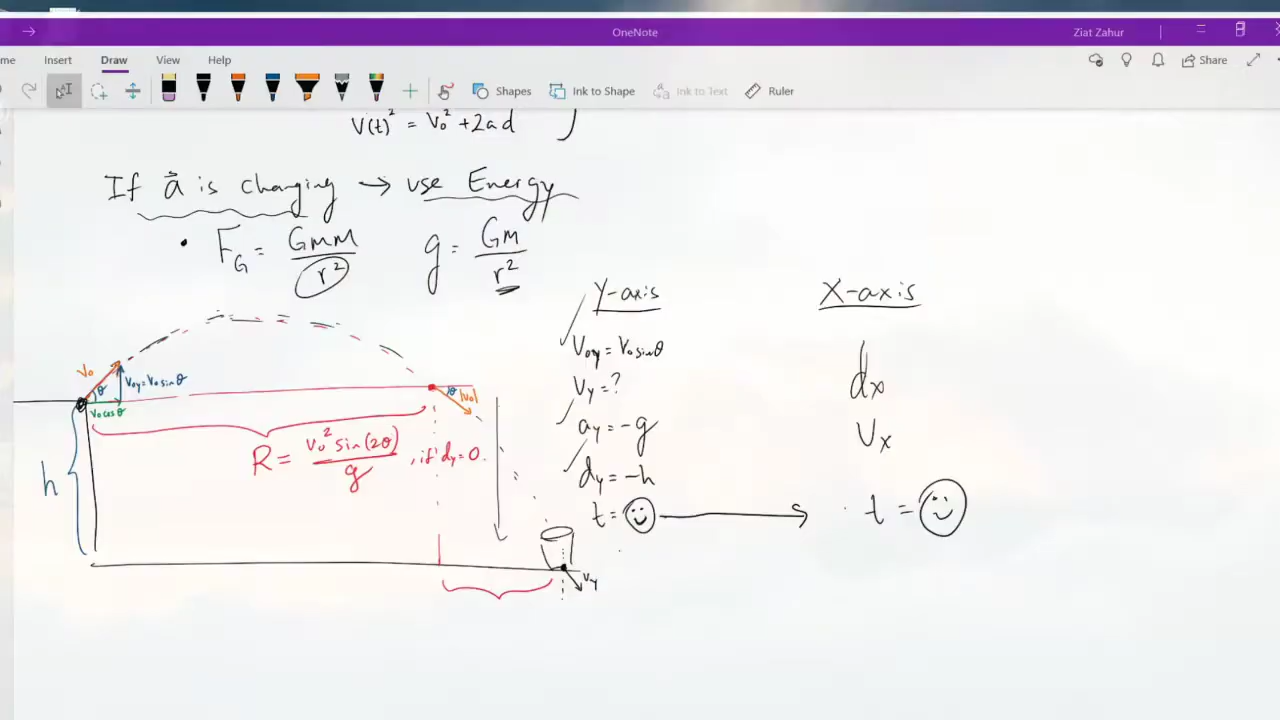 OneNote
Ziat Zahur
Insert
Draw
View
Help
Shapes
Ink to Shape
Ink to Text
Ruler
Share
V(t)² = V₀² + 2ad
If a⃗ is changing → use Energy
• F_G = GMM/r²  g = GM/r²
Y-axis
V₀y = V₀sinθ
Vy = ?
ay = -g
dy = -h
t =
X-axis
dx
Vx
t =
V₀
θ
V₀y = V₀sinθ
V₀cosθ
θ
|V₀|
R = V₀² sin(2θ)/g , if dy = 0.
h
Vy